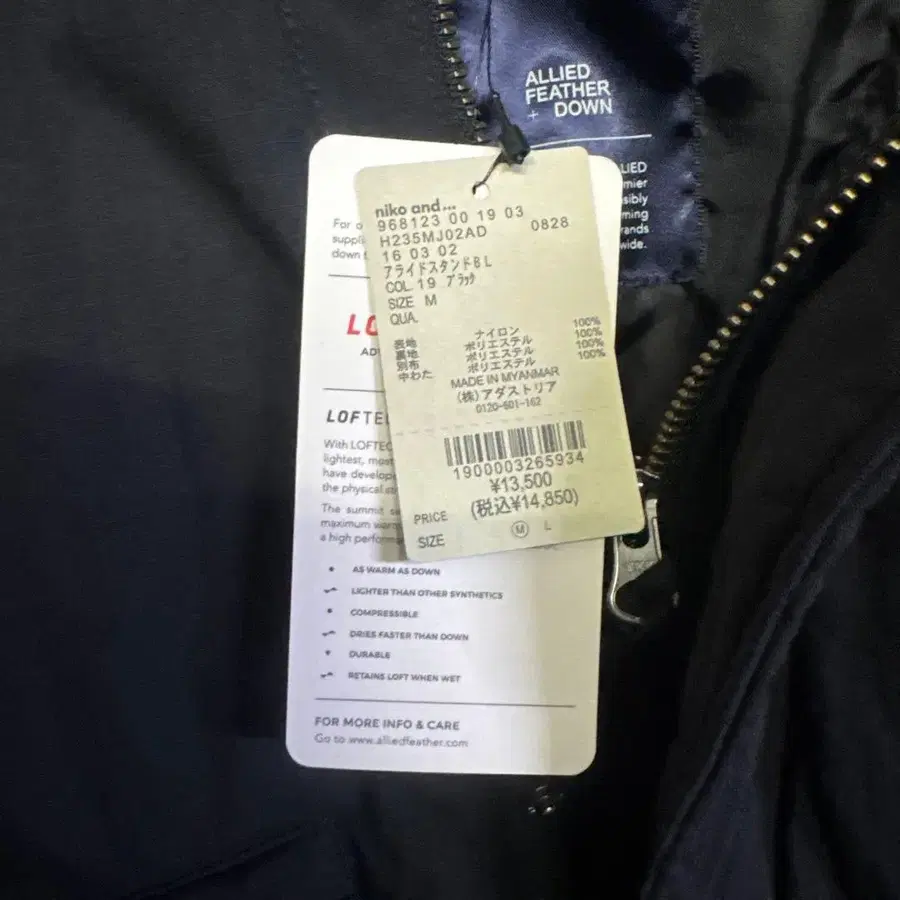 ALLIED
FEATHER
+ DOWN
niko and...
968123 00 19 03
H235MJ02AD 0828
16 03 02
アライドスタンドBL
COL. 19 ブラック
SIZE M
QUA.
表地 ナイロン 100%
裏地 ポリエステル 100%
別布 ポリエステル 100%
中わた ポリエステル 100%
MADE IN MYANMAR
(株)アダストリア
0120-601-162
1900003265934
¥13,500
PRICE (税込¥14,850)
SIZE M L
With LOFTEC
lightest, most
have
the physical
The summit
maximum
a high
AS WARM AS DOWN
LIGHTER THAN OTHER SYNTHETICS
COMPRESSIBLE
DRIES FASTER THAN DOWN
DURABLE
RETAINS LOFT WHEN WET
FOR MORE INFO & CARE
Go to www.alliedfeather.com